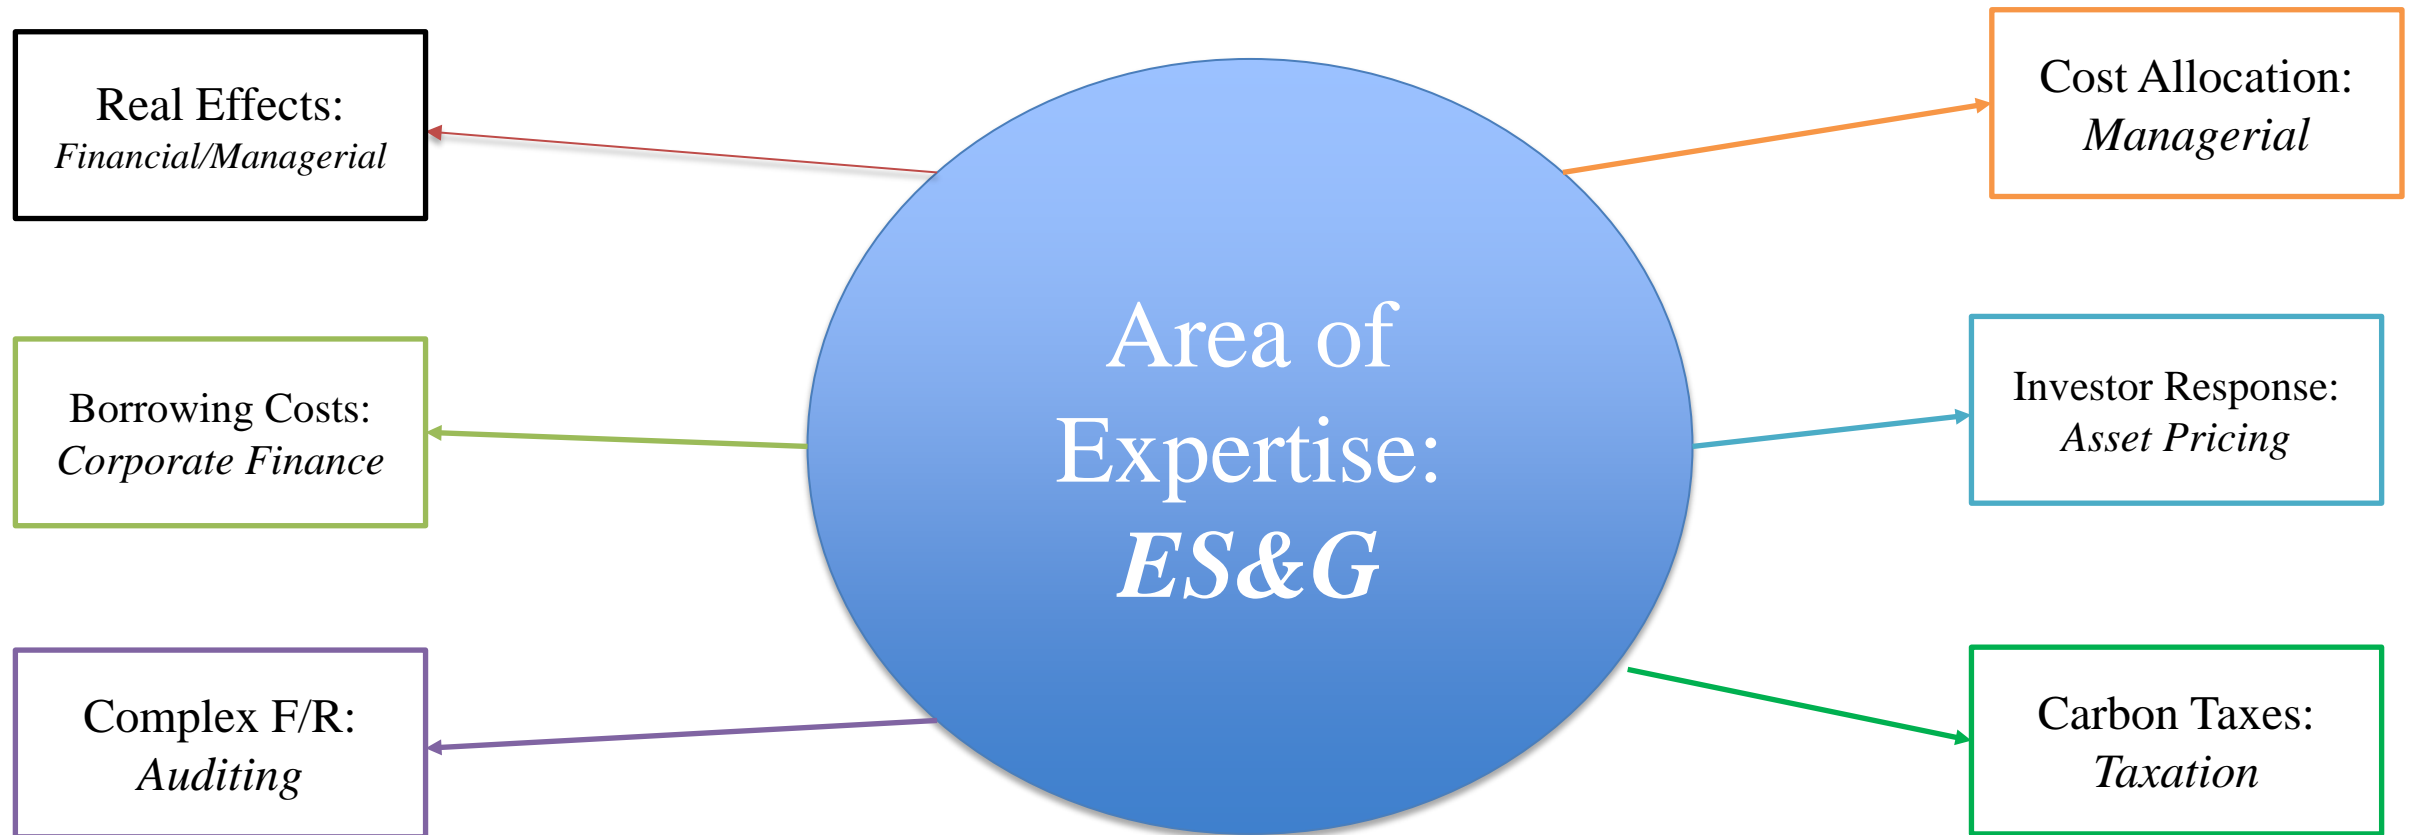 Real Effects:
Financial/Managerial
Borrowing Costs:
Corporate Finance
Complex F/R:
Auditing
Area of
Expertise:
ES&G
Cost Allocation:
Managerial
Investor Response:
Asset Pricing
Carbon Taxes:
Taxation